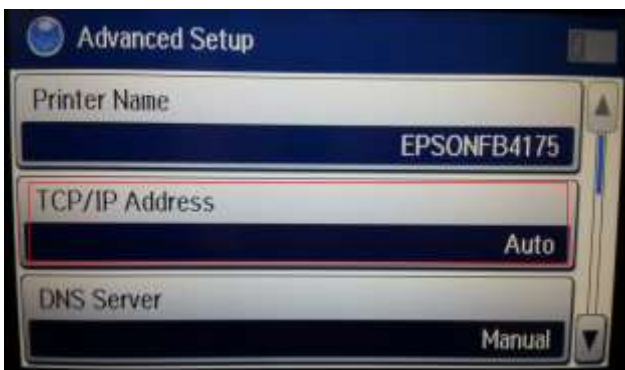 Advanced Setup
Printer Name
EPSONFB4175
TCP/IP Address
Auto
DNS Server
Manual